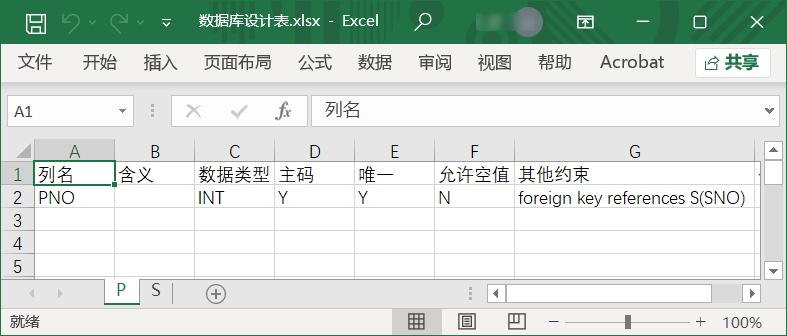 数据库设计表.xlsx - Excel
文件 开始 插入 页面布局 公式 数据 审阅 视图 帮助 Acrobat 共享
A1 fx 列名
A B C D E F G
1 列名 含义 数据类型 主码 唯一 允许空值 其他约束
2 PNO INT Y Y N foreign key references S(SNO)
3
4
5
P S
就绪 100%